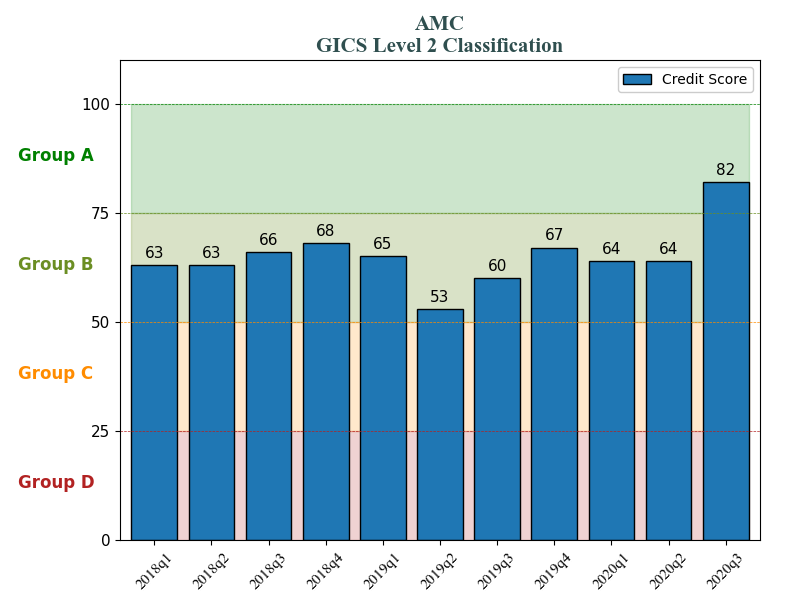 AMC
GICS Level 2 Classification
Credit Score
100
Group A
82
75
63
63
66
68
65
53
60
67
64
64
Group B
50
Group C
25
Group D
0
2018q1
2018q2
2018q3
2018q4
2019q1
2019q2
2019q3
2019q4
2020q1
2020q2
2020q3